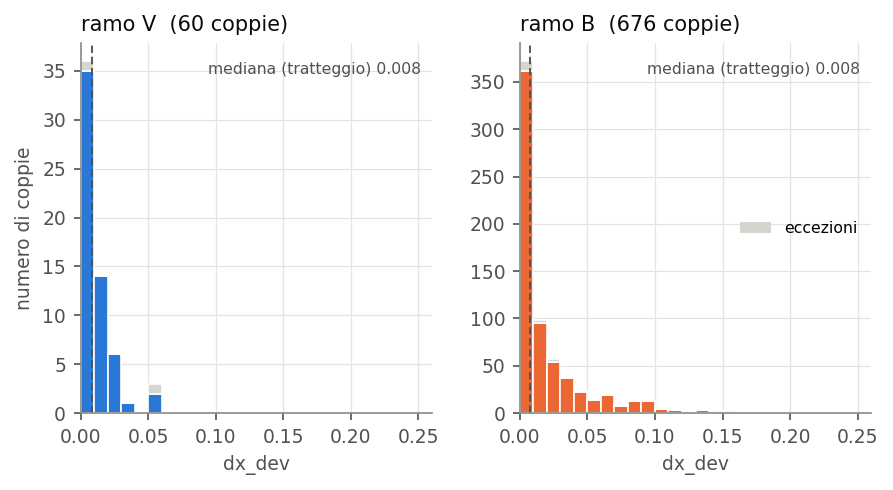 ramo V  (60 coppie)
mediana (tratteggio) 0.008
numero di coppie
35
30
25
20
15
10
5
0
0.00 0.05 0.10 0.15 0.20 0.25
dx_dev
ramo B  (676 coppie)
mediana (tratteggio) 0.008
eccezioni
350
300
250
200
150
100
50
0
0.00 0.05 0.10 0.15 0.20 0.25
dx_dev